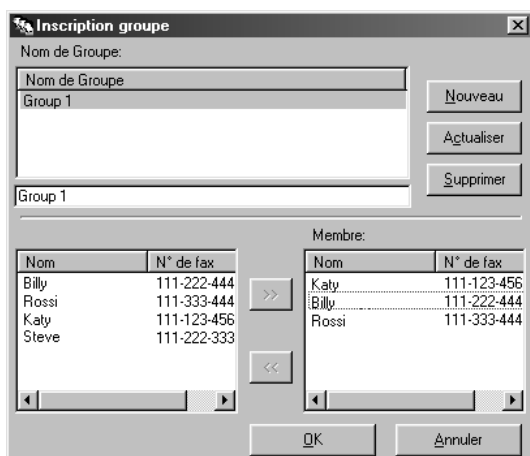 Inscription groupe
Nom de Groupe:
Nom de Groupe
Group 1
Nouveau
Actualiser
Supprimer
Group 1
Membre:
Nom N° de fax
Billy 111-222-444
Rossi 111-333-444
Katy 111-123-456
Steve 111-222-333
>>
<<
Nom N° de fax
Katy 111-123-456
Billy 111-222-444
Rossi 111-333-444
OK Annuler